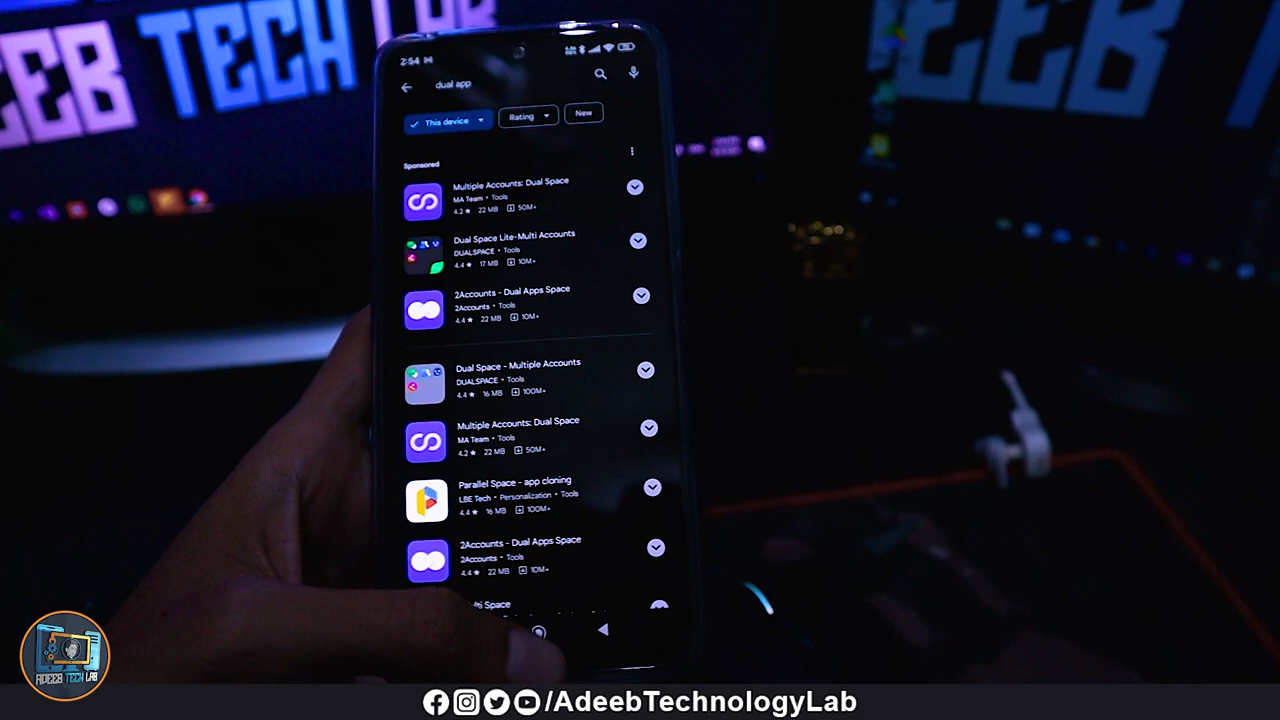 EEB TECH LAB
EEB
2:54
dual app
This device
Rating
New
Sponsored
Multiple Accounts: Dual Space
MA Team • Tools
4.2 ★ 22 MB 50M+
Dual Space Lite-Multi Accounts
DUALSPACE • Tools
4.4 ★ 17 MB 10M+
2Accounts - Dual Apps Space
2Accounts • Tools
4.4 ★ 22 MB 10M+
Dual Space - Multiple Accounts
DUALSPACE • Tools
4.4 ★ 16 MB 100M+
Multiple Accounts: Dual Space
MA Team • Tools
4.2 ★ 22 MB 50M+
Parallel Space - app cloning
LBE Tech • Personalization • Tools
4.4 ★ 16 MB 100M+
2Accounts - Dual Apps Space
2Accounts • Tools
4.4 ★ 22 MB 10M+
Space
ADEEB TECH LAB
/AdeebTechnologyLab